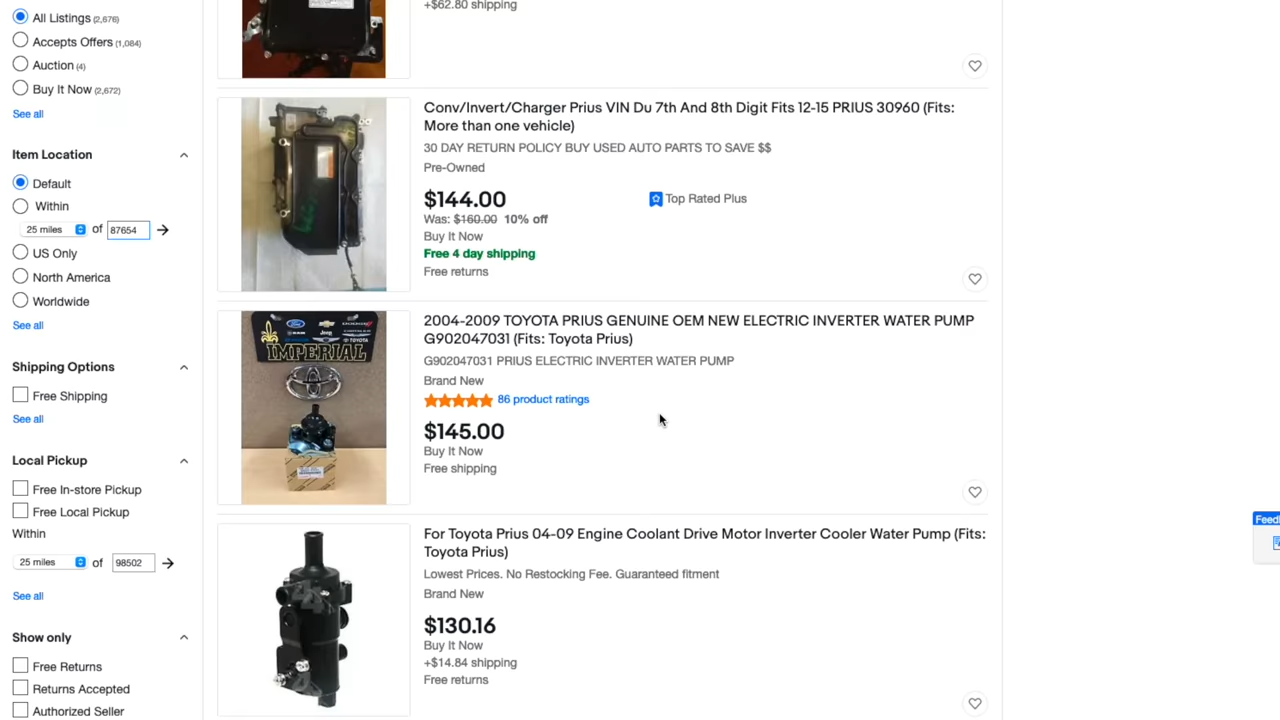 All Listings (2,676)
Accepts Offers (1,084)
Auction (4)
Buy It Now (2,672)
See all
Item Location
Default
Within
25 miles of 87654
US Only
North America
Worldwide
See all
Shipping Options
Free Shipping
See all
Local Pickup
Free In-store Pickup
Free Local Pickup
Within
25 miles of 98502
See all
Show only
Free Returns
Returns Accepted
Authorized Seller
+$62.80 shipping
Conv/Invert/Charger Prius VIN Du 7th And 8th Digit Fits 12-15 PRIUS 30960 (Fits:
More than one vehicle)
30 DAY RETURN POLICY BUY USED AUTO PARTS TO SAVE $$
Pre-Owned
$144.00
Top Rated Plus
Was: $160.00 10% off
Buy It Now
Free 4 day shipping
Free returns
IMPERIAL
TOYOTA
2004-2009 TOYOTA PRIUS GENUINE OEM NEW ELECTRIC INVERTER WATER PUMP
G902047031 (Fits: Toyota Prius)
G902047031 PRIUS ELECTRIC INVERTER WATER PUMP
Brand New
86 product ratings
$145.00
Buy It Now
Free shipping
For Toyota Prius 04-09 Engine Coolant Drive Motor Inverter Cooler Water Pump (Fits:
Toyota Prius)
Lowest Prices. No Restocking Fee. Guaranteed fitment
Brand New
$130.16
Buy It Now
+$14.84 shipping
Free returns
Feed